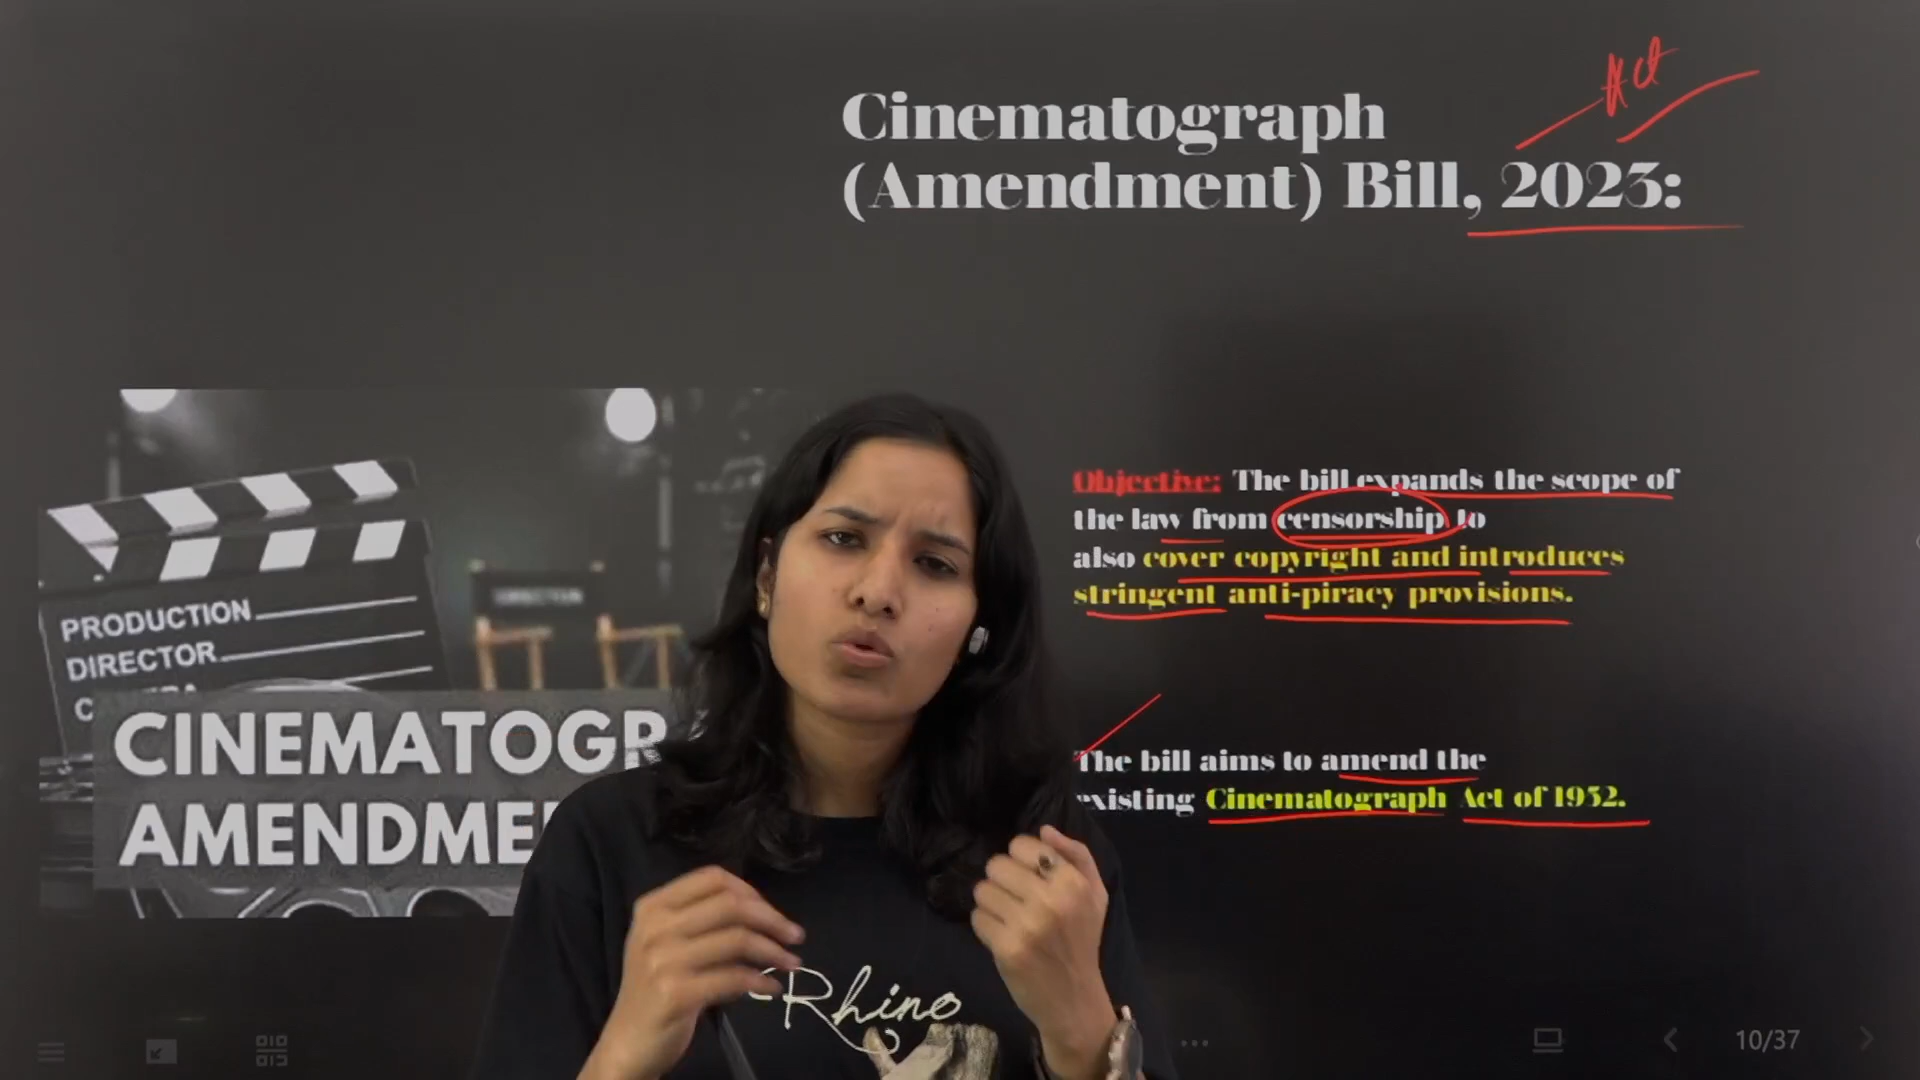 Act
Cinematograph
(Amendment) Bill, 2023:
Objective: The bill expands the scope of
the law from censorship to
also cover copyright and introduces
stringent anti-piracy provisions.
The bill aims to amend the
existing Cinematograph Act of 1952.
PRODUCTION
DIRECTOR
CINEMATOGR
AMENDME
Rhino
10/37